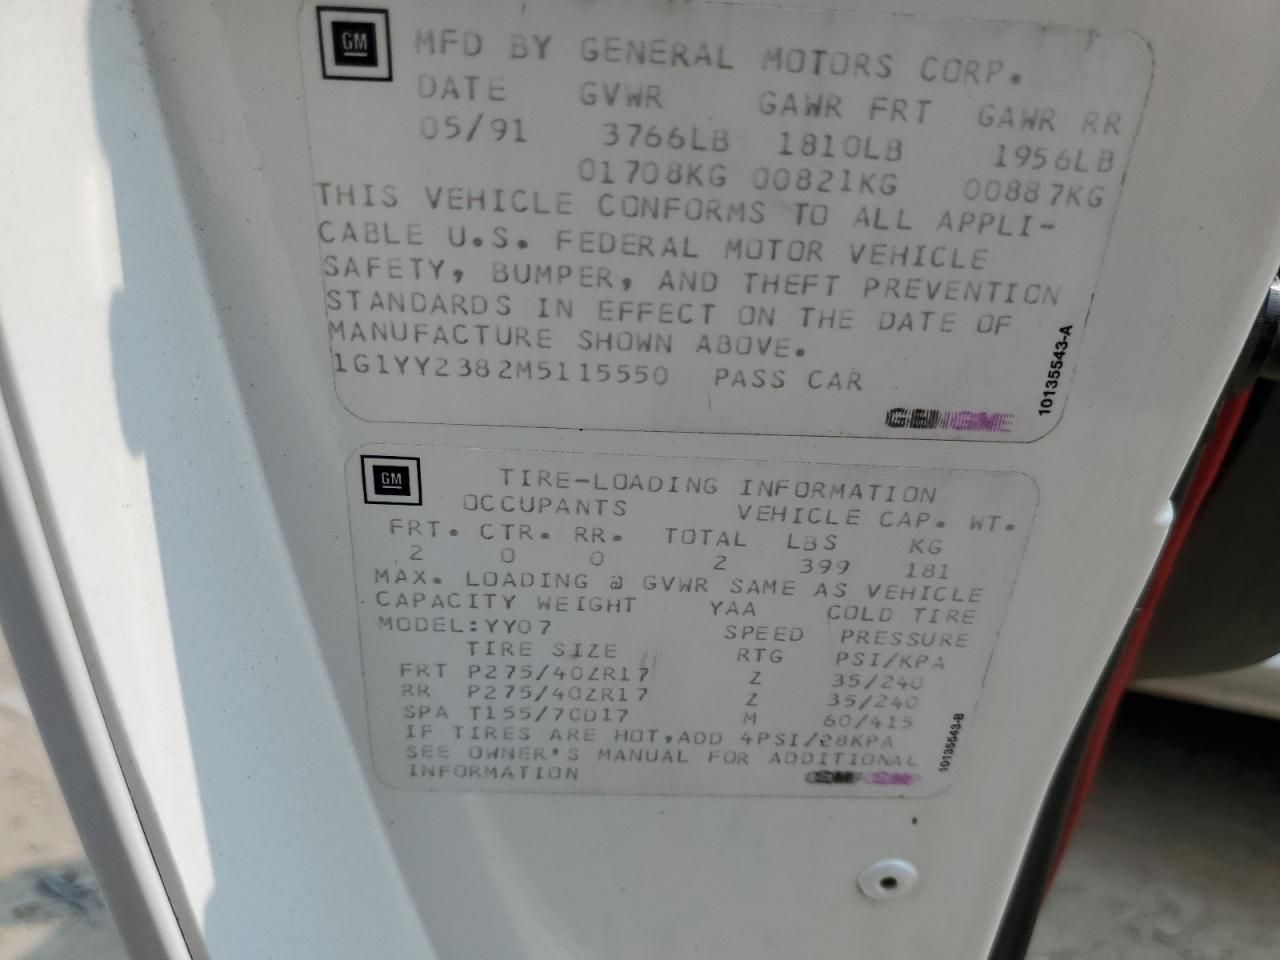 GM
MFD BY GENERAL MOTORS CORP.
DATE GVWR GAWR FRT GAWR RR
05/91 3766LB 1810LB 1956LB
01708KG 00821KG 00887KG
THIS VEHICLE CONFORMS TO ALL APPLI-
CABLE U.S. FEDERAL MOTOR VEHICLE
SAFETY, BUMPER, AND THEFT PREVENTION
STANDARDS IN EFFECT ON THE DATE OF
MANUFACTURE SHOWN ABOVE.
1G1YY2382M5115550 PASS CAR
10135543-A
GM
TIRE-LOADING INFORMATION
OCCUPANTS VEHICLE CAP. WT.
FRT. CTR. RR. TOTAL LBS KG
2 0 0 2 399 181
MAX. LOADING @ GVWR SAME AS VEHICLE
CAPACITY WEIGHT YAA COLD TIRE
MODEL:YY07 SPEED PRESSURE
TIRE SIZE RTG PSI/KPA
FRT P275/40ZR17 Z 35/240
RR P275/40ZR17 Z 35/240
SPA T155/70D17 M 60/415
IF TIRES ARE HOT,ADD 4PSI/28KPA
SEE OWNER'S MANUAL FOR ADDITIONAL
INFORMATION
10135543-B